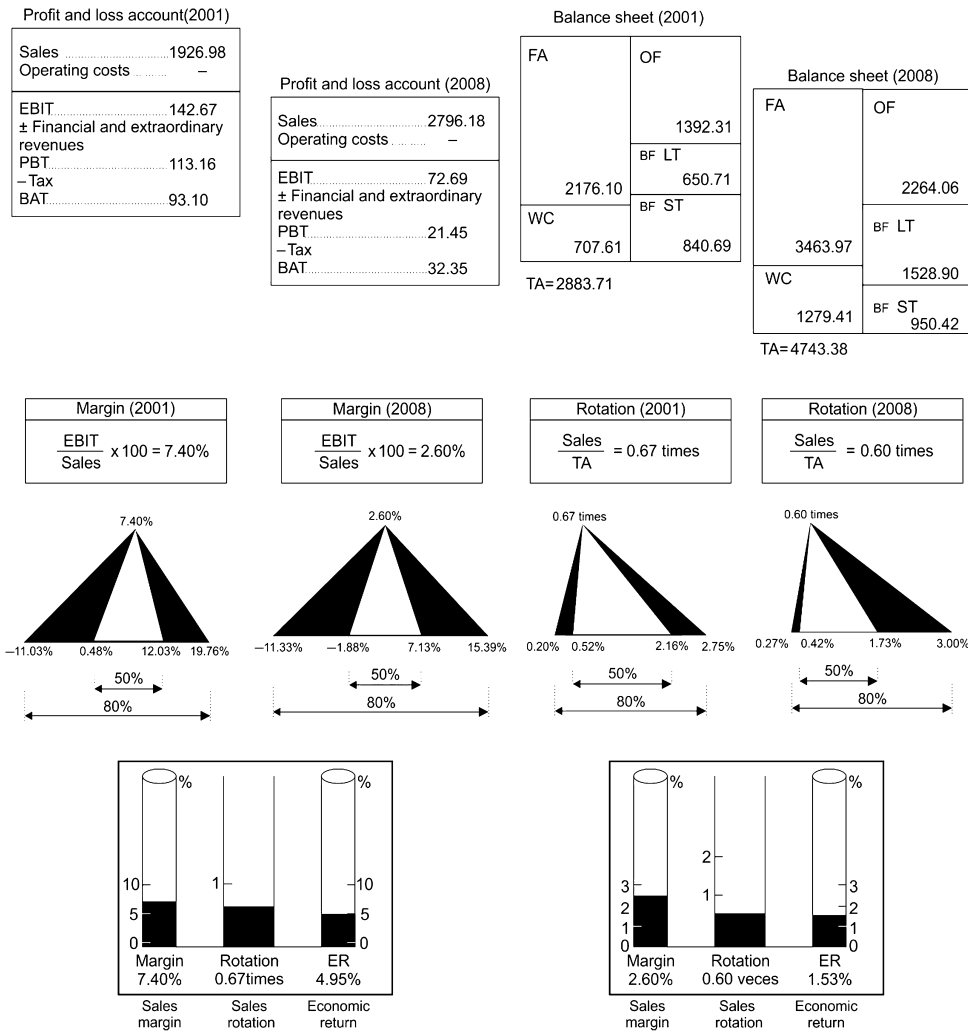 Profit and loss account(2001)
Sales ........................1926.98
Operating costs .. ........ –
EBIT........................142.67
± Financial and extraordinary
revenues
PBT........................113.16
–Tax
BAT........................93.10
Profit and loss account (2008)
Sales........................2796.18
Operating costs .. ........ –
EBIT........................72.69
± Financial and extraordinary
revenues
PBT........................21.45
–Tax
BAT........................32.35
Balance sheet (2001)
FA
OF
1392.31
BF LT
2176.10
650.71
WC
BF ST
707.61
840.69
TA=2883.71
Balance sheet (2008)
FA
OF
2264.06
BF LT
3463.97
1528.90
WC
BF ST
1279.41
950.42
TA=4743.38
Margin (2001)
EBIT
Sales
x 100 = 7.40%
Margin (2008)
EBIT
Sales
x 100 = 2.60%
Rotation (2001)
Sales
TA
= 0.67 times
Rotation (2008)
Sales
TA
= 0.60 times
7.40%
–11.03% 0.48% 12.03% 19.76%
50%
80%
2.60%
–11.33% –1.88% 7.13% 15.39%
50%
80%
0.67 times
0.20% 0.52% 2.16% 2.75%
50%
80%
0.60 times
0.27% 0.42% 1.73% 3.00%
50%
80%
% %
10 1 10
5 5
0 0
Margin Rotation ER
7.40% 0.67times 4.95%
Sales Sales Economic
margin rotation return
% %
2
3 1 3
2 2
1 1
0 0
Margin Rotation ER
2.60% 0.60 veces 1.53%
Sales Sales Economic
margin rotation return